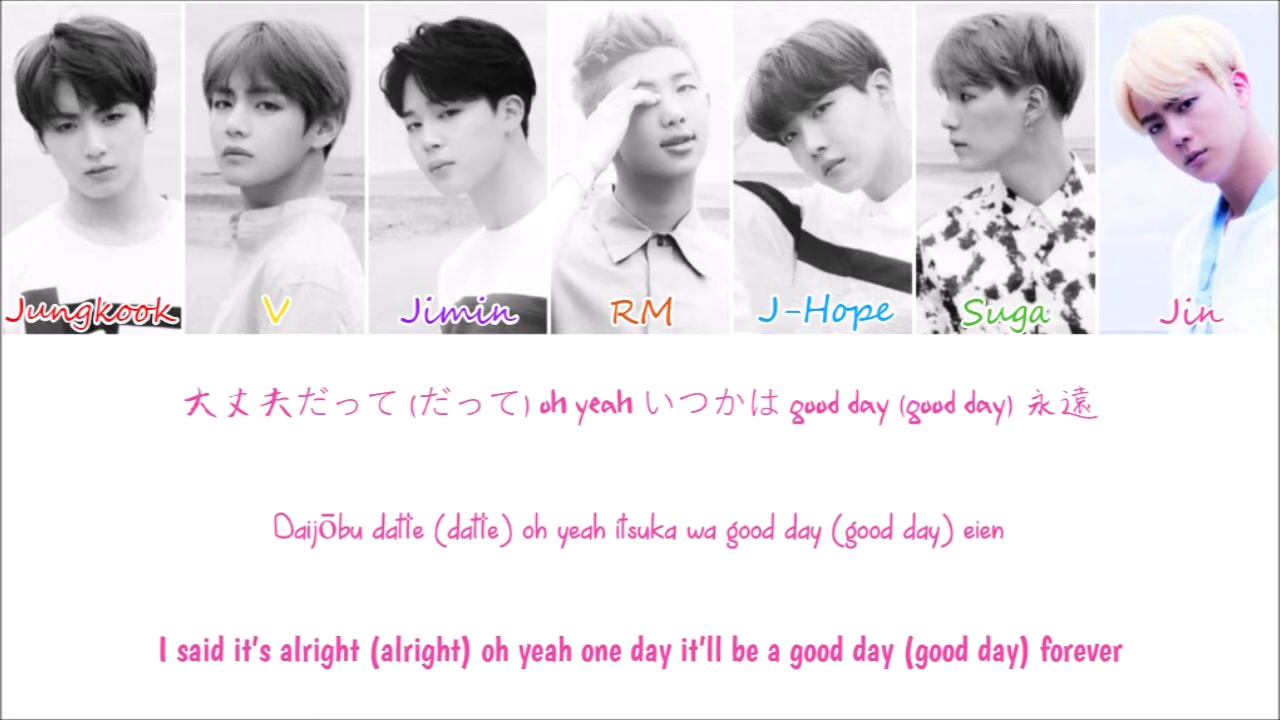 Jungkook V Jimin RM J-Hope Suga Jin
大丈夫だって (だって) oh yeah いつかは good day (good day) 永遠
Daijōbu datte (datte) oh yeah itsuka wa good day (good day) eien
I said it's alright (alright) oh yeah one day it'll be a good day (good day) forever